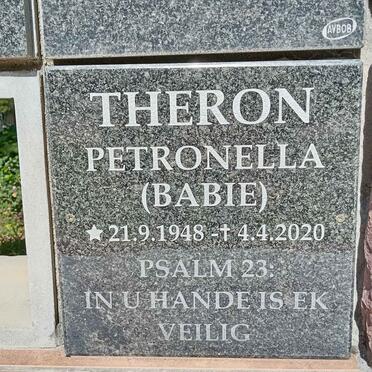 AVBOB
THERON
PETRONELLA
(BABIE)
★ 21.9.1948 - † 4.4.2020
PSALM 23:
IN U HANDE IS EK
VEILIG